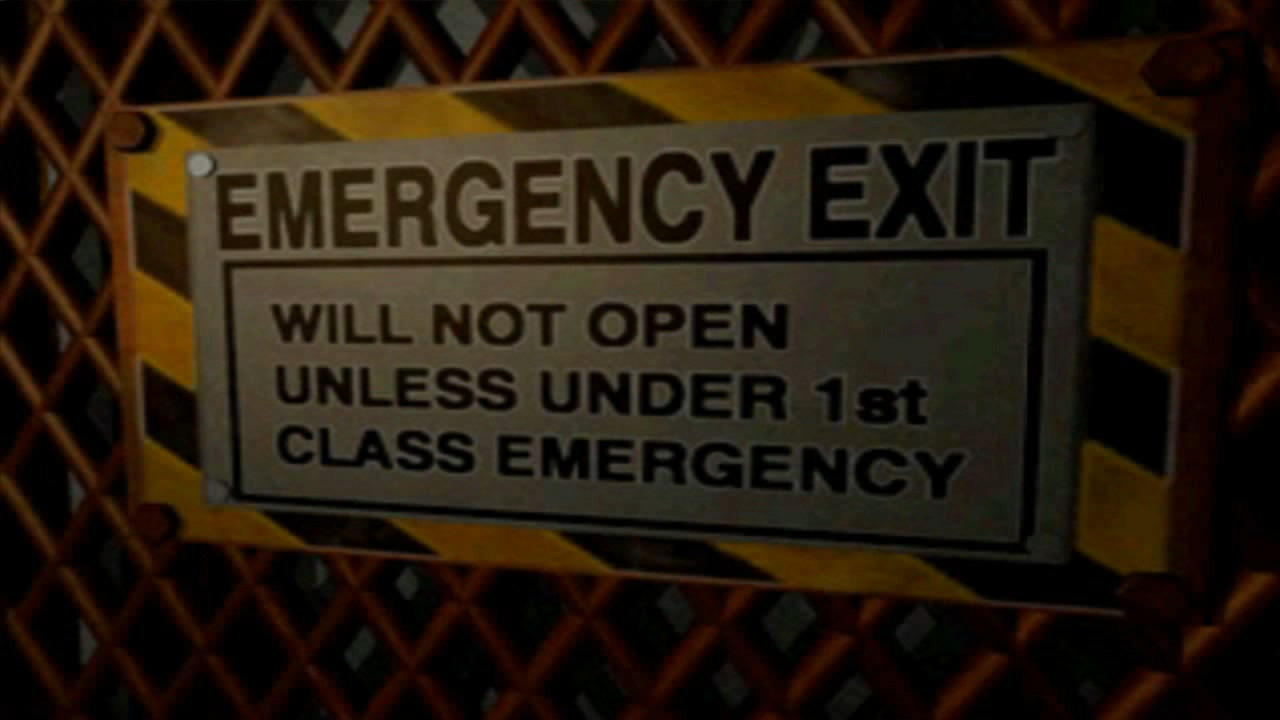 EMERGENCY EXIT
WILL NOT OPEN
UNLESS UNDER 1st
CLASS EMERGENCY